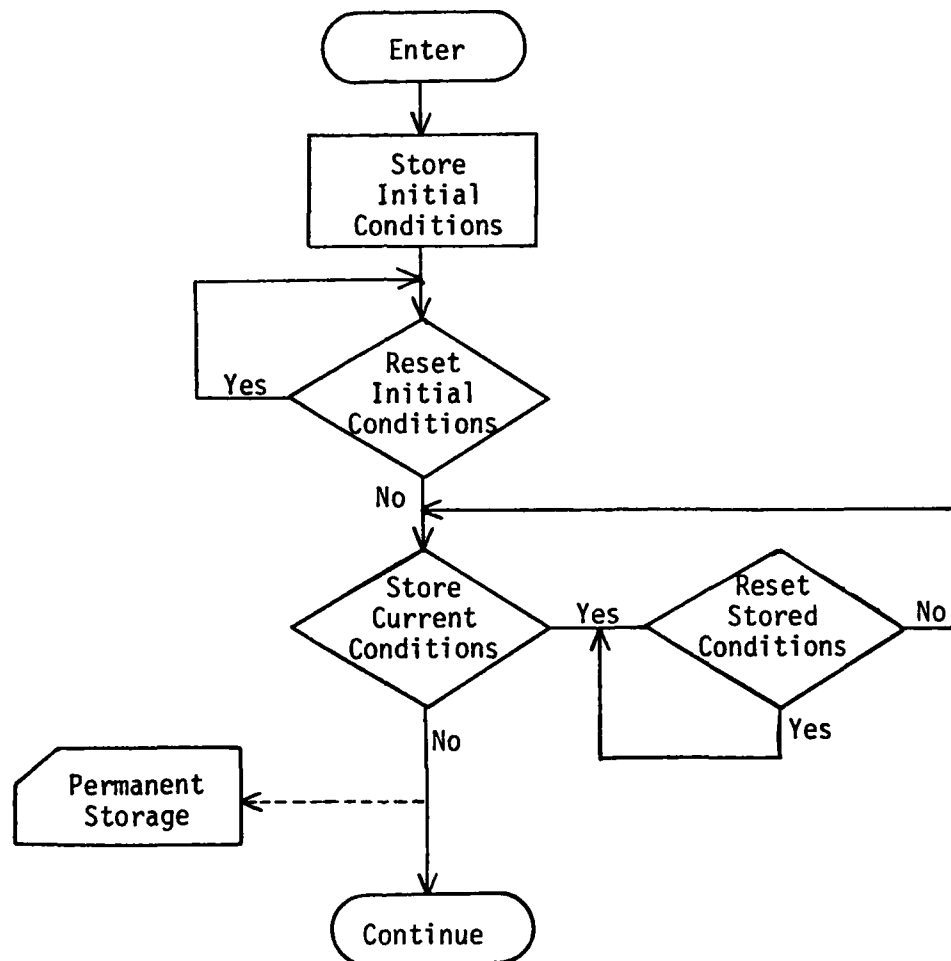 Enter
Store
Initial
Conditions
Yes
Reset
Initial
Conditions
No
Store
Current
Conditions
Yes
Reset
Stored
Conditions
No
Yes
No
Permanent
Storage
Continue